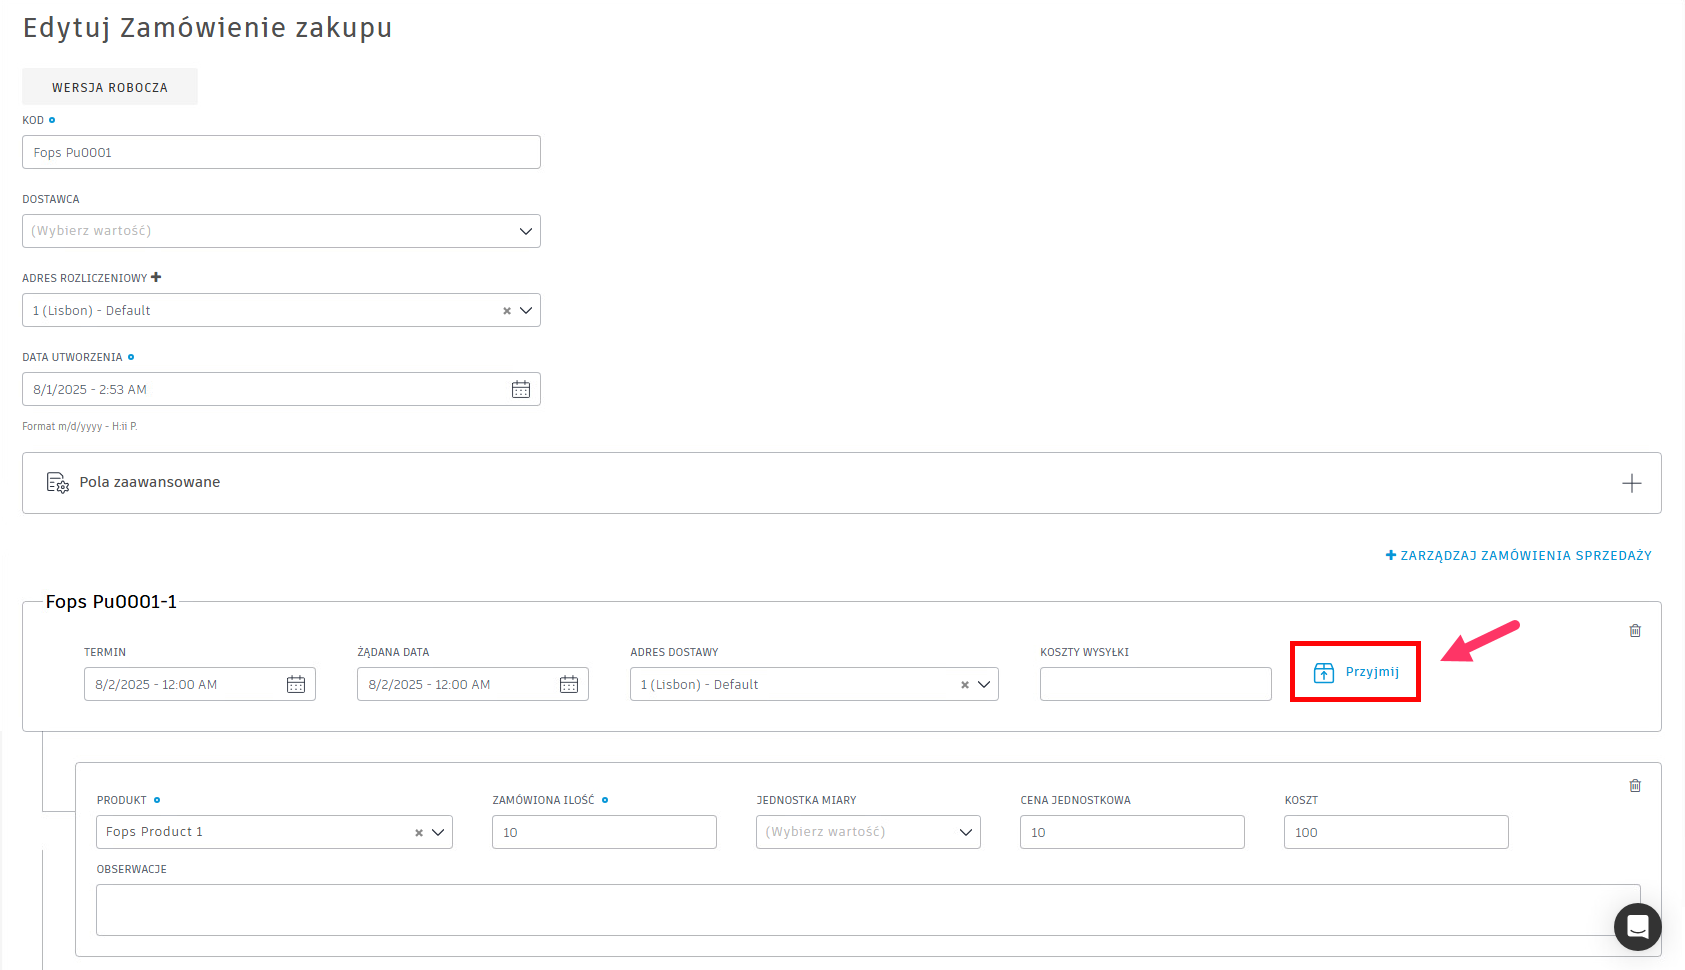 Edytuj Zamówienie zakupu
WERSJA ROBOCZA
KOD
Fops Pu0001
DOSTAWCA
(Wybierz wartość)
ADRES ROZLICZENIOWY
1 (Lisbon) - Default
DATA UTWORZENIA
8/1/2025 - 2:53 AM
Format m/d/yyyy - H:ii P.
Pola zaawansowane
ZARZĄDZAJ ZAMÓWIENIA SPRZEDAŻY
Fops Pu0001-1
TERMIN ŻĄDANA DATA ADRES DOSTAWY KOSZTY WYSYŁKI
8/2/2025 - 12:00 AM 8/2/2025 - 12:00 AM 1 (Lisbon) - Default Przyjmij
PRODUKT ZAMÓWIONA ILOŚĆ JEDNOSTKA MIARY CENA JEDNOSTKOWA KOSZT
Fops Product 1 10 (Wybierz wartość) 10 100
OBSERWACJE